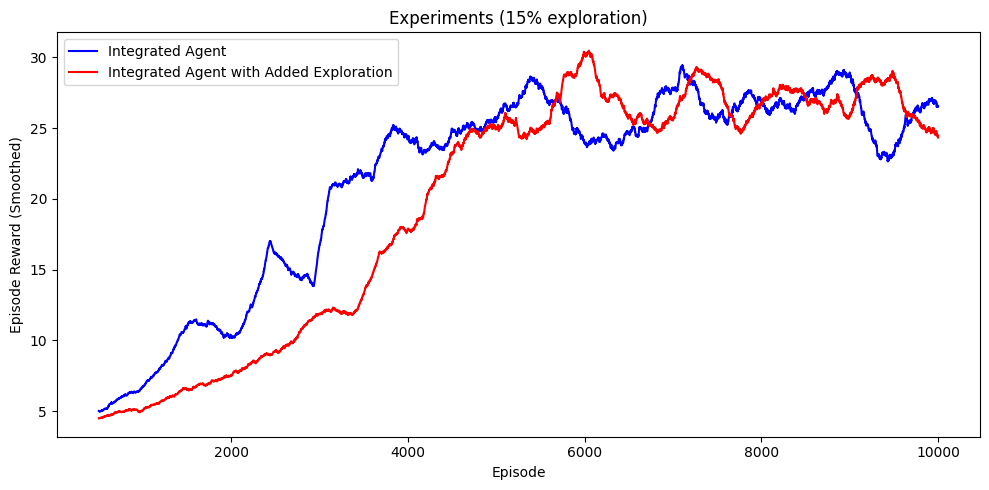 Experiments (15% exploration)
Integrated Agent
Integrated Agent with Added Exploration
Episode Reward (Smoothed)
30
25
20
15
10
5
2000 4000 6000 8000 10000
Episode